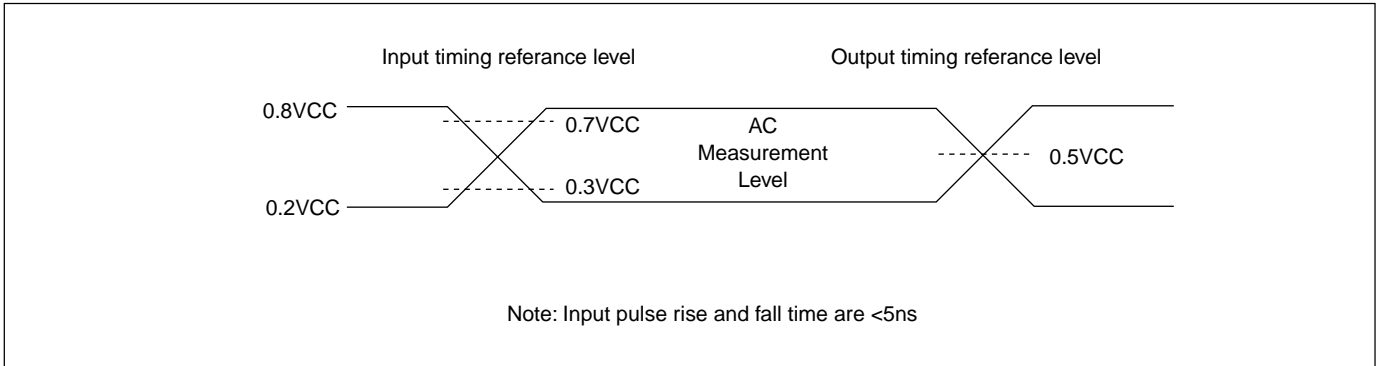 Input timing referance level
Output timing referance level
0.8VCC
0.7VCC
AC
Measurement
Level
0.5VCC
0.3VCC
0.2VCC
Note: Input pulse rise and fall time are <5ns